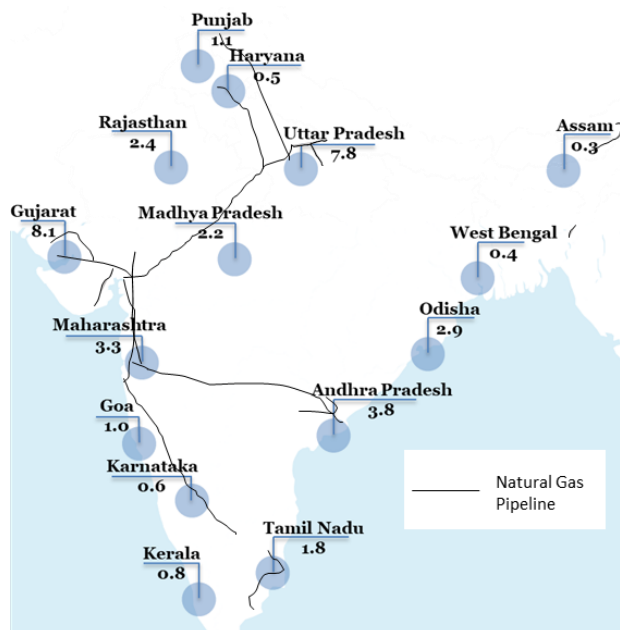 Punjab
1.1
Haryana
0.5
Rajasthan
2.4
Uttar Pradesh
7.8
Assam
0.3
Gujarat
8.1
Madhya Pradesh
2.2
West Bengal
0.4
Maharashtra
3.3
Odisha
2.9
Andhra Pradesh
3.8
Goa
1.0
Karnataka
0.6
Natural Gas
Pipeline
Tamil Nadu
1.8
Kerala
0.8